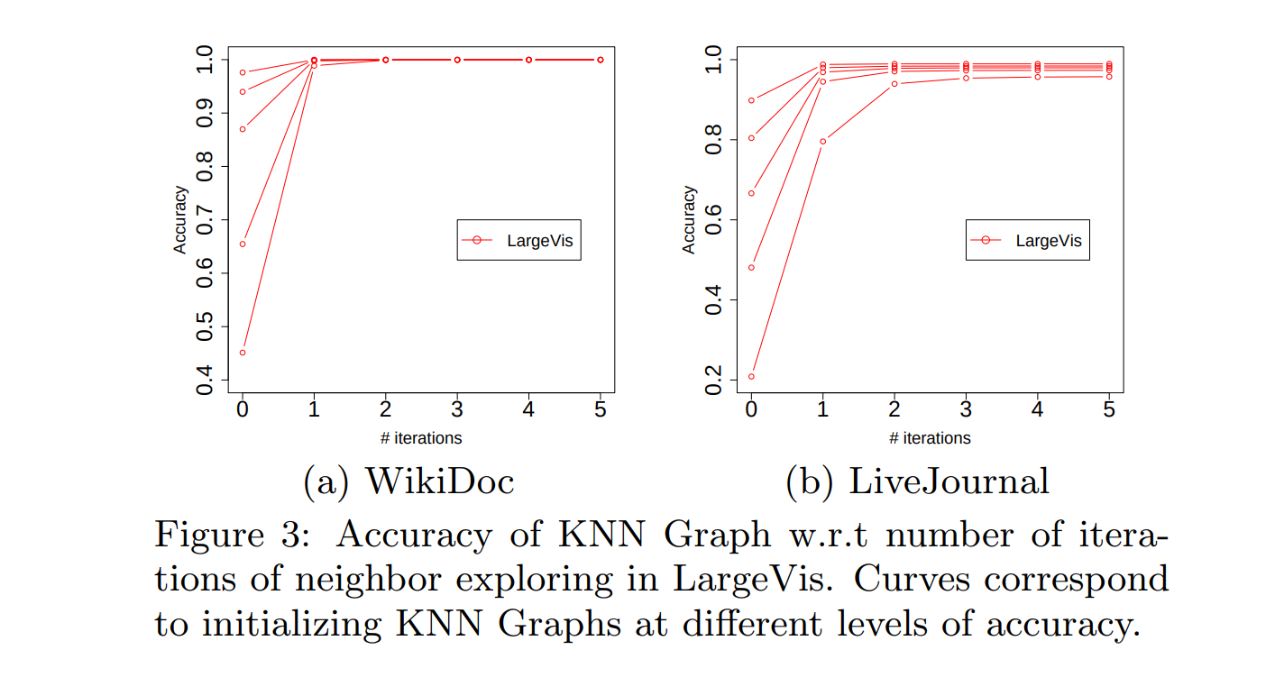 1.0
0.9
0.8
0.7
0.6
0.5
0.4
Accuracy
LargeVis
0 1 2 3 4 5
# iterations
(a) WikiDoc
1.0
0.8
0.6
0.4
0.2
Accuracy
LargeVis
0 1 2 3 4 5
# iterations
(b) LiveJournal
Figure 3: Accuracy of KNN Graph w.r.t number of itera-
tions of neighbor exploring in LargeVis. Curves correspond
to initializing KNN Graphs at different levels of accuracy.